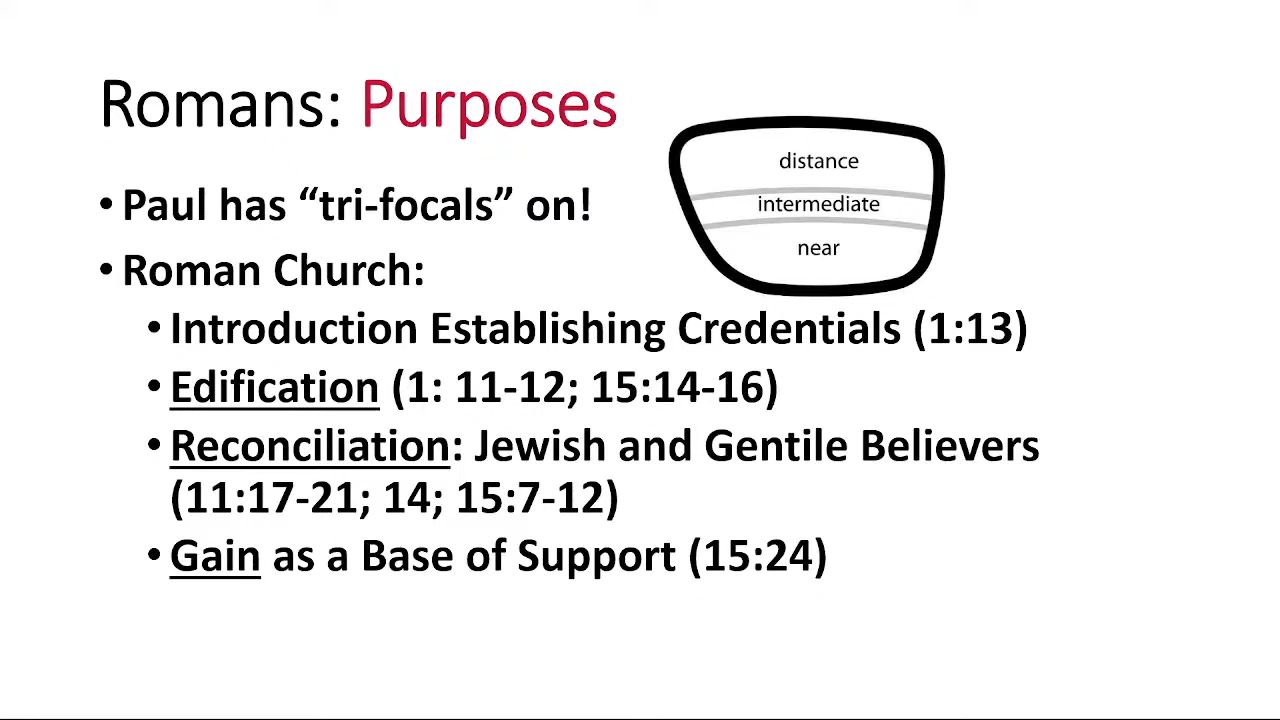 Romans: Purposes
distance
intermediate
near
• Paul has “tri-focals” on!
• Roman Church:
• Introduction Establishing Credentials (1:13)
• Edification (1: 11-12; 15:14-16)
• Reconciliation: Jewish and Gentile Believers
(11:17-21; 14; 15:7-12)
• Gain as a Base of Support (15:24)